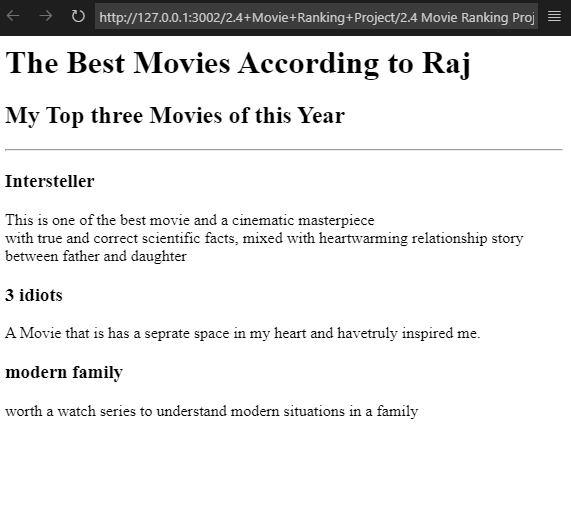 http://127.0.0.1:3002/2.4+Movie+Ranking+Project/2.4 Movie Ranking Proj
The Best Movies According to Raj
My Top three Movies of this Year
Intersteller
This is one of the best movie and a cinematic masterpiece
with true and correct scientific facts, mixed with heartwarming relationship story
between father and daughter
3 idiots
A Movie that is has a seprate space in my heart and havetruly inspired me.
modern family
worth a watch series to understand modern situations in a family